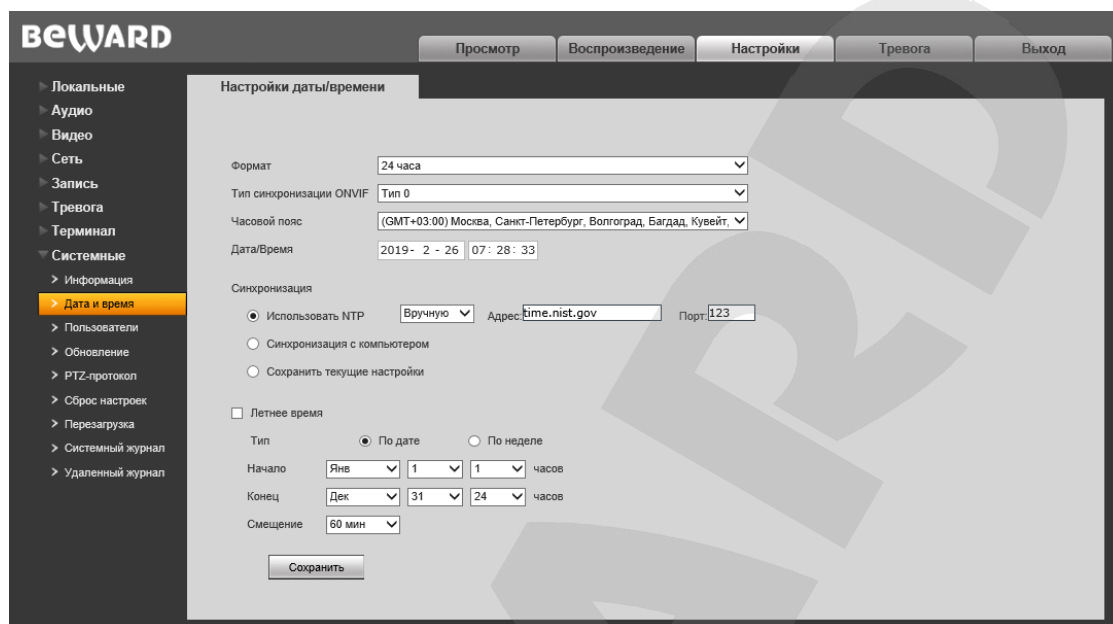 BEWARD
Просмотр Воспроизведение Настройки Тревога Выход
Локальные
Аудио
Видео
Сеть
Запись
Тревога
Терминал
Системные
Информация
Дата и время
Пользователи
Обновление
PTZ-протокол
Сброс настроек
Перезагрузка
Системный журнал
Удаленный журнал
Настройки даты/времени
Формат 24 часа
Тип синхронизации ONVIF Тип 0
Часовой пояс (GMT+03:00) Москва, Санкт-Петербург, Волгоград, Багдад, Кувейт,
Дата/Время 2019- 2 - 26 07: 28: 33
Синхронизация
Использовать NTP Вручную Адрес: time.nist.gov Порт: 123
Синхронизация с компьютером
Сохранить текущие настройки
Летнее время
Тип По дате По неделе
Начало Янв 1 1 часов
Конец Дек 31 24 часов
Смещение 60 мин
Сохранить